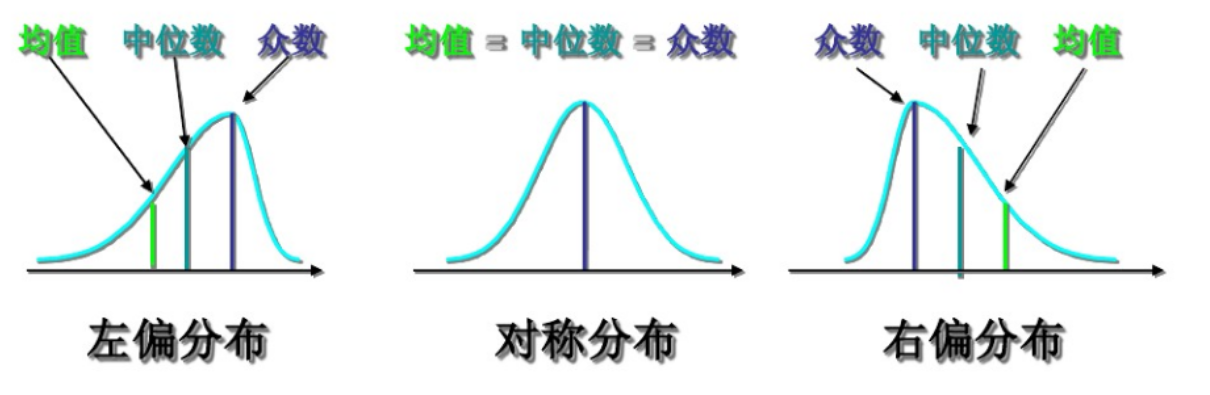 均值 中位数 众数
均值 = 中位数 = 众数
众数 中位数 均值
左偏分布
对称分布
右偏分布